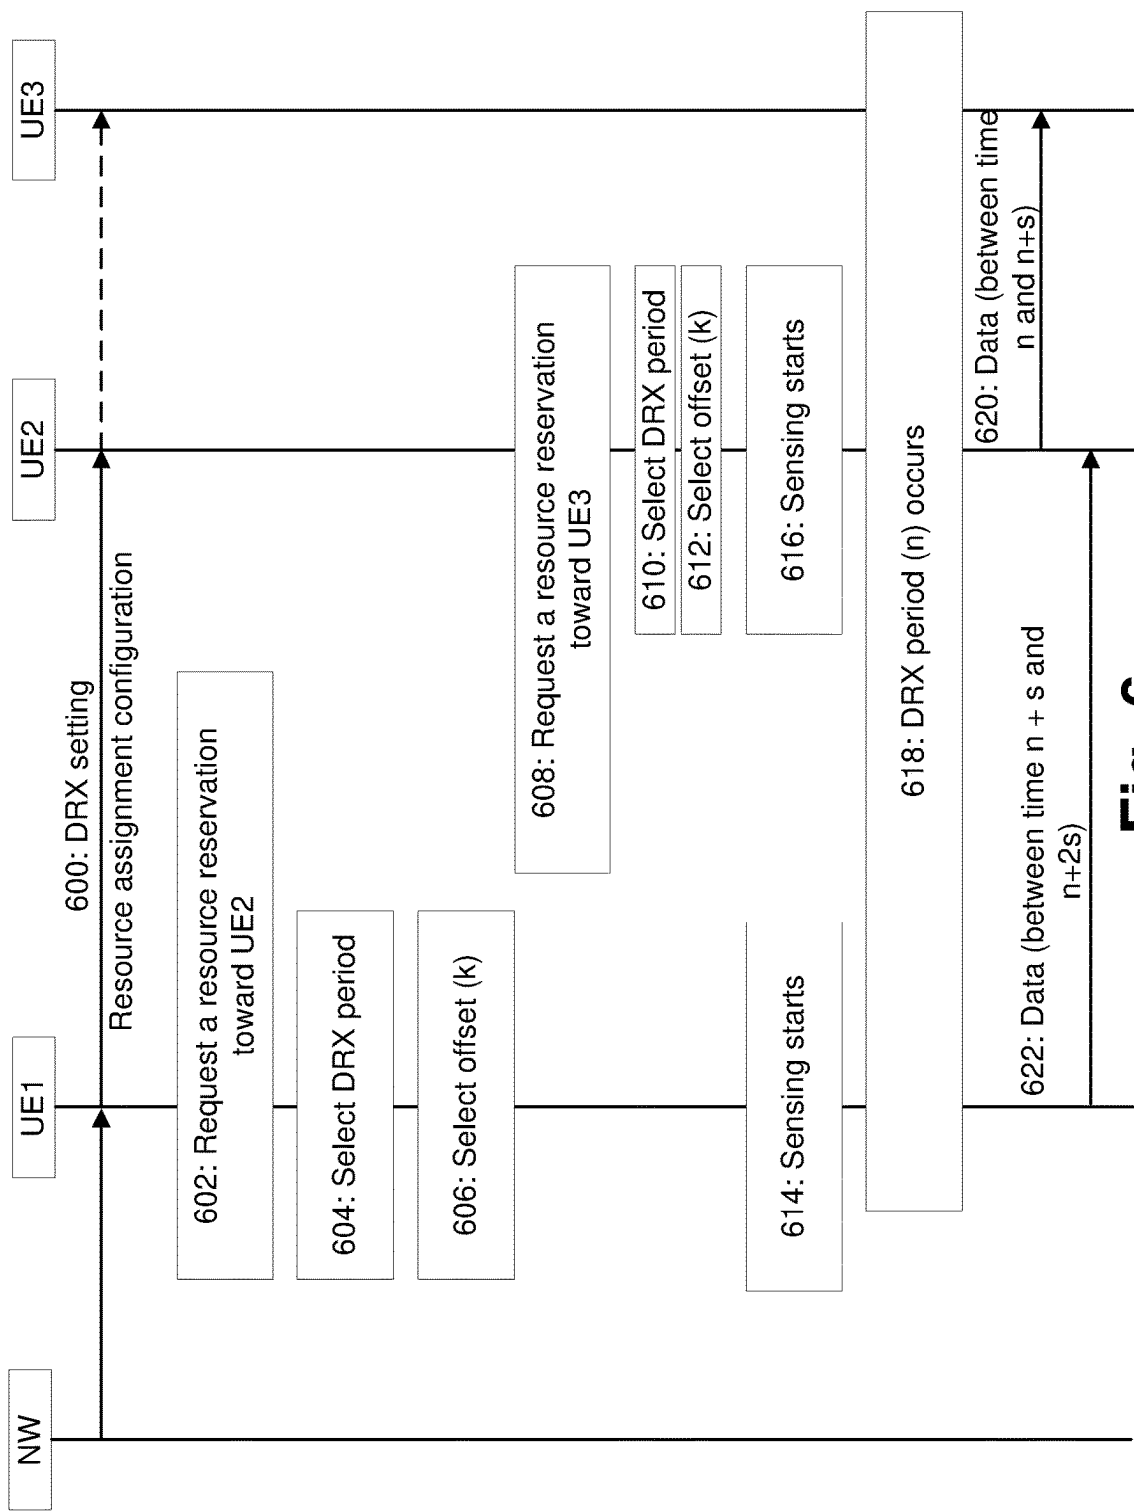 NW
UE1
UE2
UE3
600: DRX setting
Resource assignment configuration
602: Request a resource reservation
toward UE2
604: Select DRX period
606: Select offset (k)
608: Request a resource reservation
toward UE3
610: Select DRX period
612: Select offset (k)
614: Sensing starts
616: Sensing starts
618: DRX period (n) occurs
620: Data (between time
n and n+s)
622: Data (between time n + s and
n+2s)